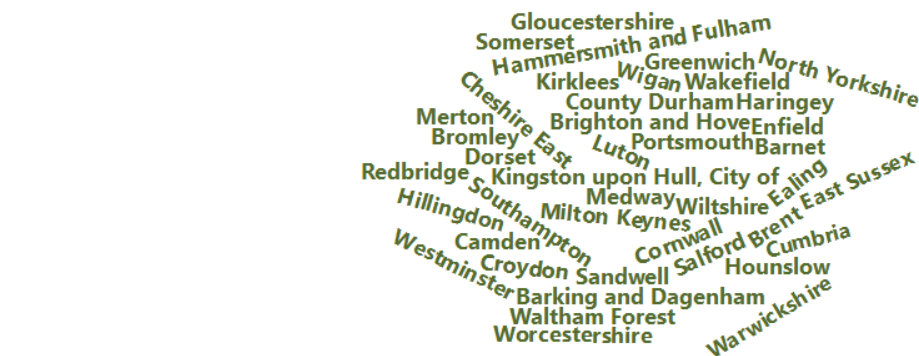 Gloucestershire
Somerset
Hammersmith and Fulham
Greenwich
North Yorkshire
Kirklees
Wigan
Wakefield
Cheshire East
County Durham
Haringey
Merton
Brighton and Hove
Enfield
Bromley
Luton
Portsmouth
Barnet
Dorset
Redbridge
Kingston upon Hull, City of
Ealing
East Sussex
Southampton
Hillingdon
Medway
Wiltshire
Milton Keynes
Cornwall
Brent
Cumbria
Camden
Salford
Westminster
Croydon
Sandwell
Hounslow
Barking and Dagenham
Waltham Forest
Warwickshire
Worcestershire